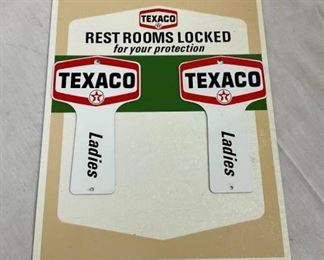 TEXACO
REST ROOMS LOCKED
for your protection
TEXACO
T
Ladies
TEXACO
T
Ladies